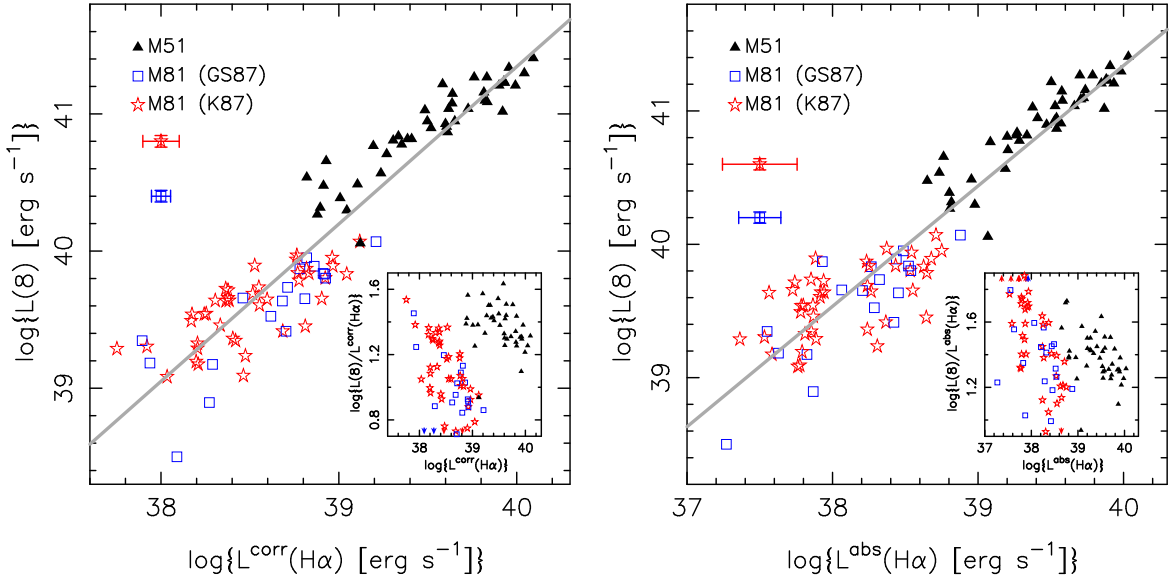 M51
M81 (GS87)
M81 (K87)
log{L(8) [erg s⁻¹]}
41
40
39
38
39
40
log{L^corr(Hα) [erg s⁻¹]}
log{L(8)/L^corr(Hα)}
1.6
1.2
0.8
38
39
40
log{L^corr(Hα)}
M51
M81 (GS87)
M81 (K87)
log{L(8) [erg s⁻¹]}
41
40
39
37
38
39
40
log{L^abs(Hα) [erg s⁻¹]}
log{L(8)/L^abs(Hα)}
1.6
1.2
37
38
39
40
log{L^abs(Hα)}